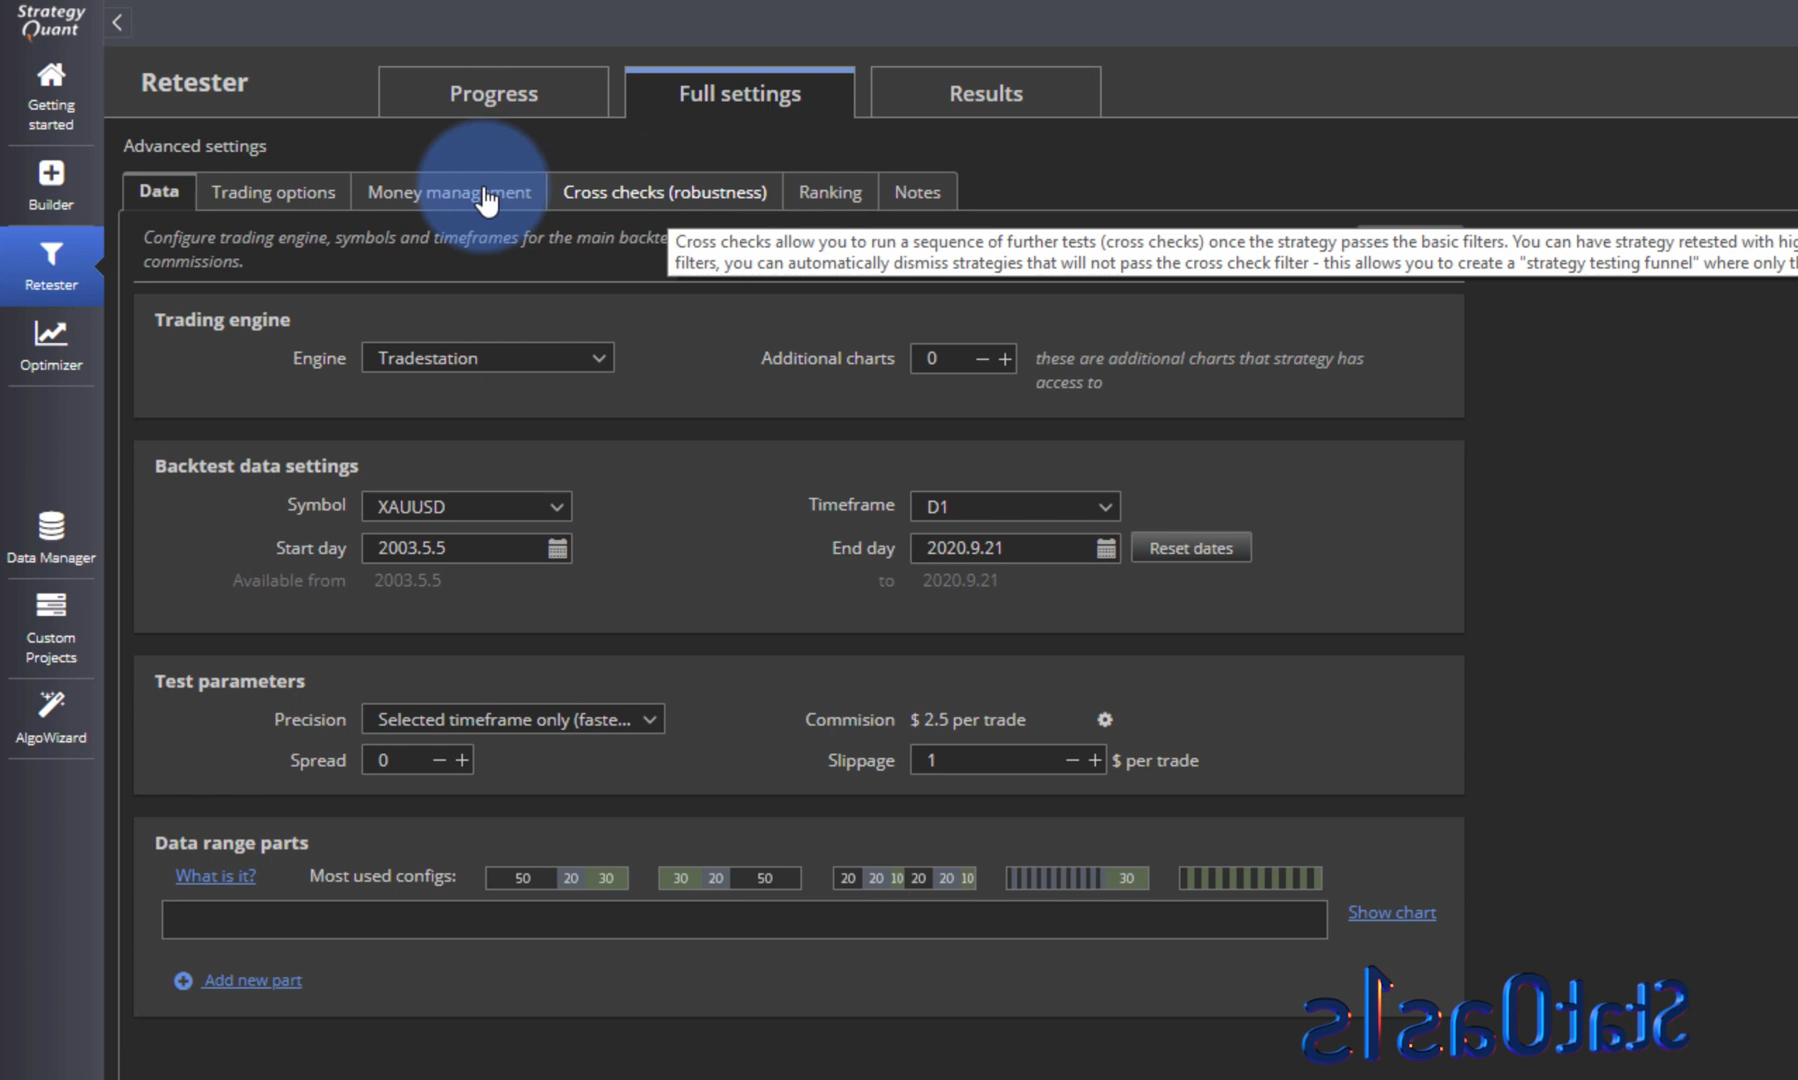 Strategy
Quant
Getting
started
Builder
Retester
Optimizer
Data Manager
Custom
Projects
AlgoWizard
Retester
Progress
Full settings
Results
Advanced settings
Data
Trading options
Money management
Cross checks (robustness)
Ranking
Notes
Configure trading engine, symbols and timeframes for the main backte
commissions.
Cross checks allow you to run a sequence of further tests (cross checks) once the strategy passes the basic filters. You can have strategy retested with hig
filters, you can automatically dismiss strategies that will not pass the cross check filter - this allows you to create a "strategy testing funnel" where only th
Trading engine
Engine Tradestation
Additional charts 0 − + these are additional charts that strategy has
access to
Backtest data settings
Symbol XAUUSD
Timeframe D1
Start day 2003.5.5
End day 2020.9.21 Reset dates
Available from 2003.5.5
to 2020.9.21
Test parameters
Precision Selected timeframe only (faste...
Commision $ 2.5 per trade
Spread 0 − +
Slippage 1 − + $ per trade
Data range parts
What is it? Most used configs: 50 20 30 30 20 50 20 20 10 20 20 10 30
Show chart
Add new part
StatOas1s